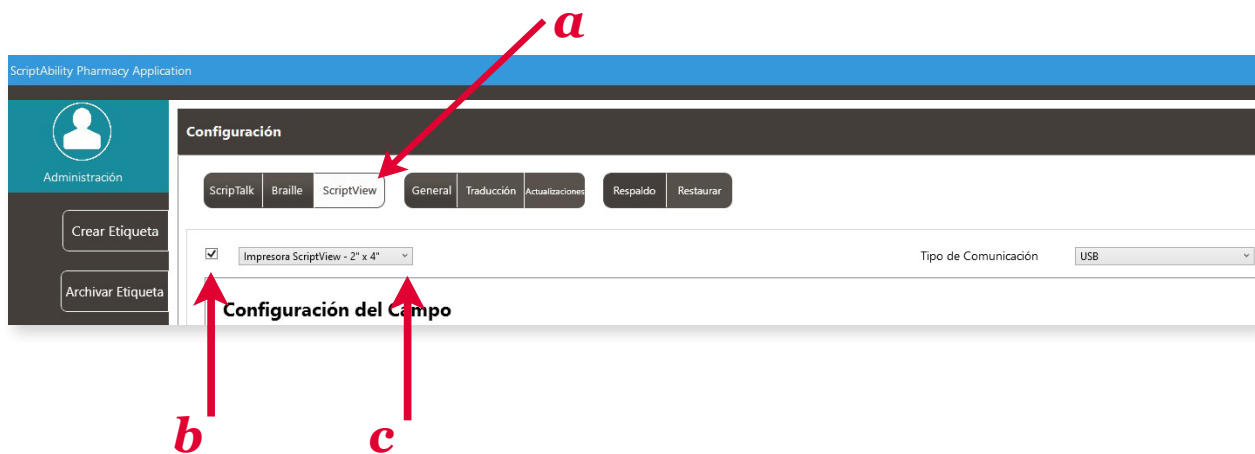 a
ScriptAbility Pharmacy Application
Configuración
Administración
ScripTalk Braille ScriptView General Traducción Actualizaciones Respaldo Restaurar
Crear Etiqueta
Impresora ScriptView - 2" x 4" Tipo de Comunicación USB
Archivar Etiqueta
Configuración del Campo
b c